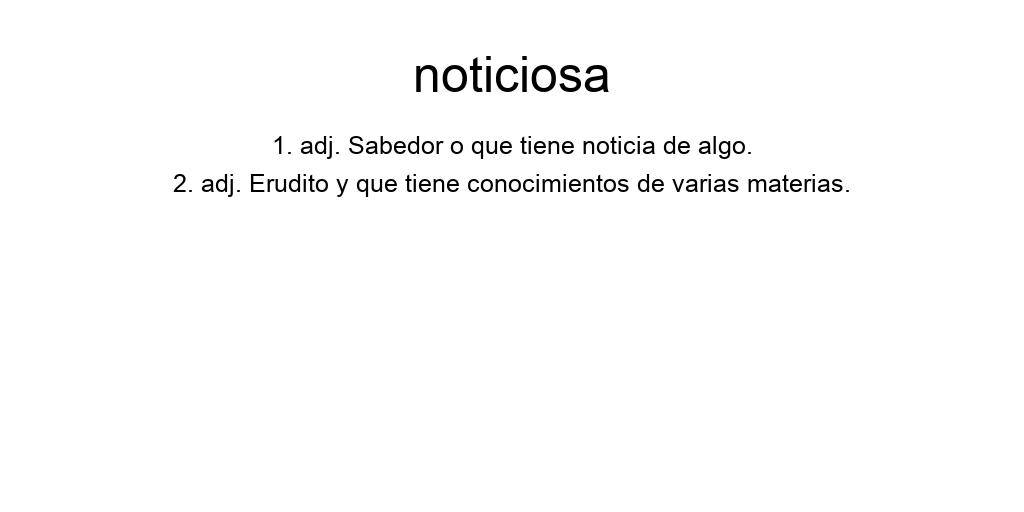 noticiosa
1. adj. Sabedor o que tiene noticia de algo.
2. adj. Erudito y que tiene conocimientos de varias materias.